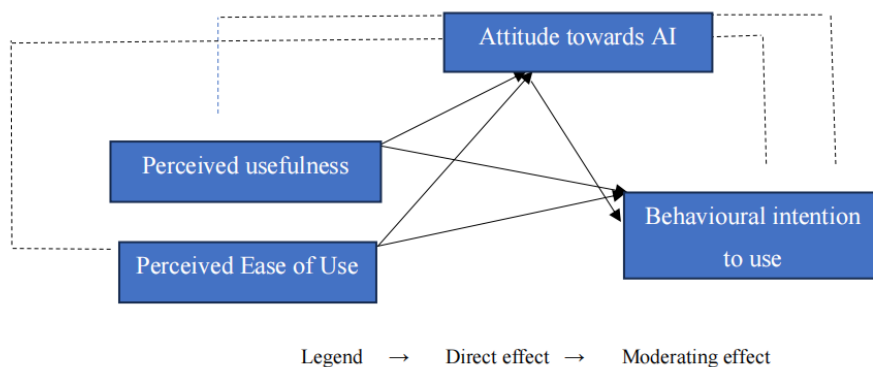 Attitude towards AI
Perceived usefulness
Behavioural intention
to use
Perceived Ease of Use
Legend → Direct effect → Moderating effect